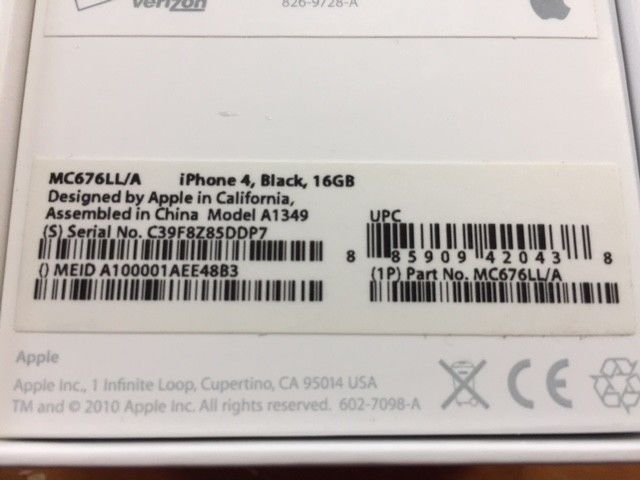 verizon
826-9728-A
MC676LL/A iPhone 4, Black, 16GB
Designed by Apple in California,
Assembled in China Model A1349
(S) Serial No. C39F8Z85DDP7
() MEID A100001AEE48B3
UPC
8 85909 42043 8
(1P) Part No. MC676LL/A
Apple
Apple Inc., 1 Infinite Loop, Cupertino, CA 95014 USA
TM and © 2010 Apple Inc. All rights reserved. 602-7098-A
CE